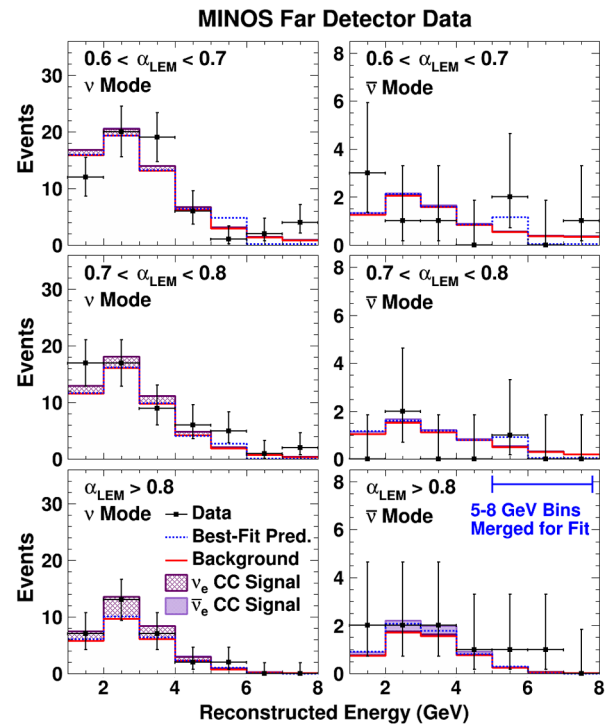 MINOS Far Detector Data
0.6 < α_LEM < 0.7
ν Mode
Events
30
20
10
0
0.6 < α_LEM < 0.7
ν̅ Mode
8
6
4
2
0
0.7 < α_LEM < 0.8
ν Mode
Events
30
20
10
0
0.7 < α_LEM < 0.8
ν̅ Mode
8
6
4
2
0
α_LEM > 0.8
ν Mode
Data
Best-Fit Pred.
Background
ν_e CC Signal
ν̅_e CC Signal
Events
30
20
10
0
2 4 6 8
α_LEM > 0.8
ν̅ Mode
5-8 GeV Bins
Merged for Fit
8
6
4
2
0
2 4 6 8
Reconstructed Energy (GeV)